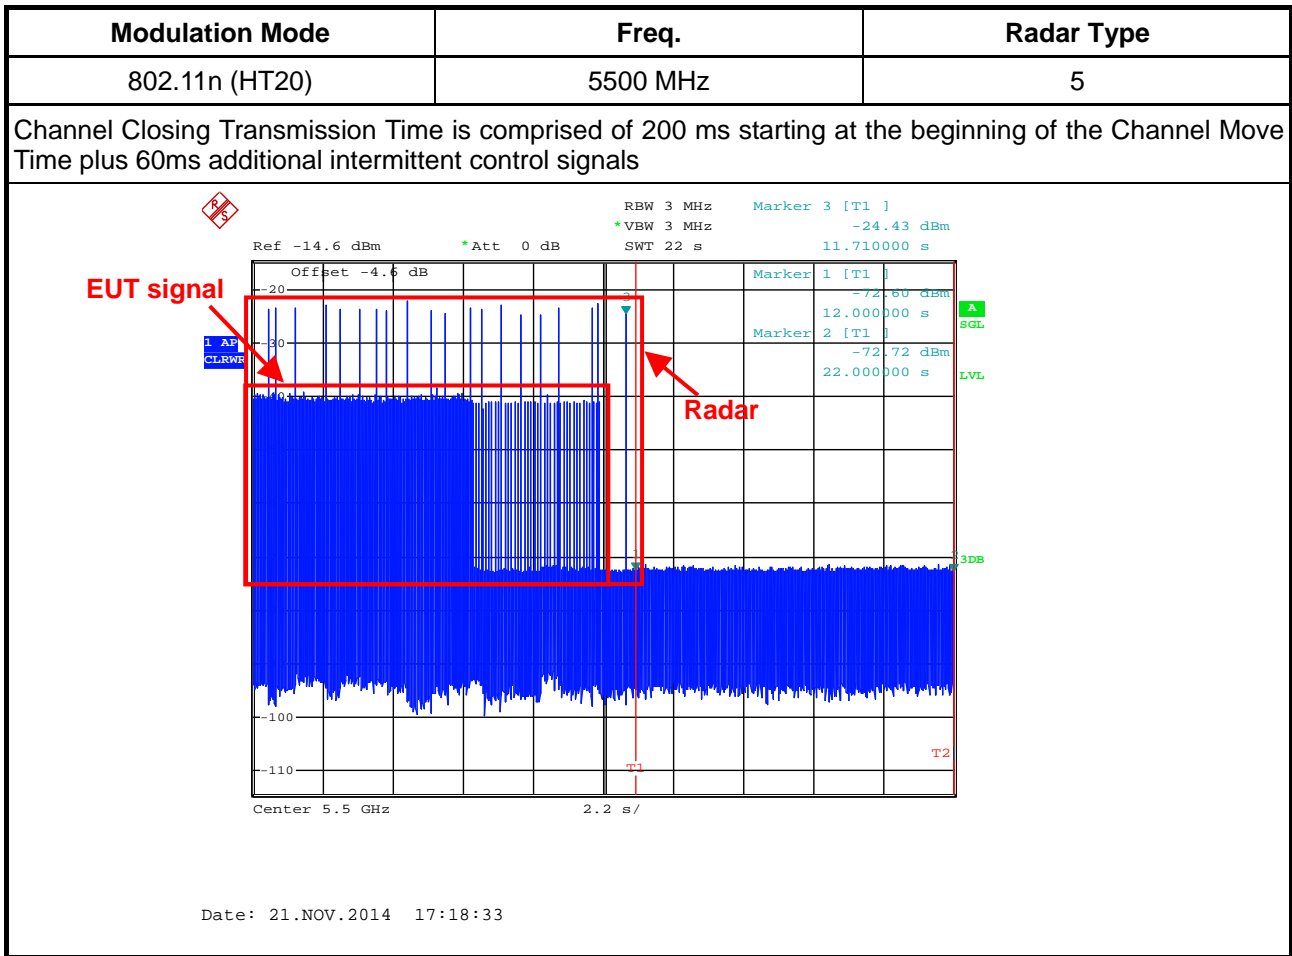 Modulation Mode Freq. Radar Type
802.11n (HT20) 5500 MHz 5
Channel Closing Transmission Time is comprised of 200 ms starting at the beginning of the Channel Move
Time plus 60ms additional intermittent control signals
R&S
RBW 3 MHz Marker 3 [T1 ]
*VBW 3 MHz -24.43 dBm
Ref -14.6 dBm *Att 0 dB SWT 22 s 11.710000 s
Offset -4.6 dB Marker 1 [T1 ]
EUT signal -20 -72.60 dBm
3 12.000000 s A
SGL
1 AP -30 Marker 2 [T1 ]
CLRWR -72.72 dBm
22.000000 s LVL
Radar
1 3DB
-100
T2
-110 T1
Center 5.5 GHz 2.2 s/
Date: 21.NOV.2014 17:18:33